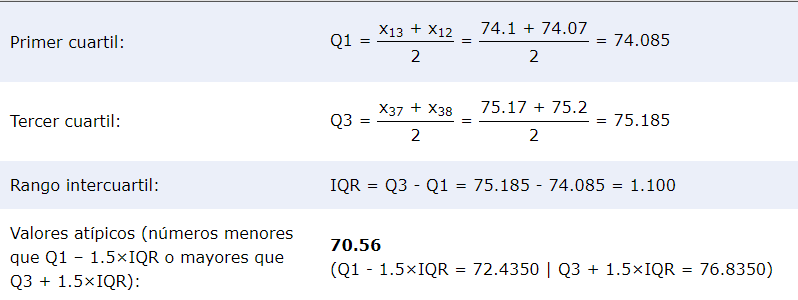 Primer cuartil: Q1 = (x₁₃ + x₁₂)/2 = (74.1 + 74.07)/2 = 74.085
Tercer cuartil: Q3 = (x₃₇ + x₃₈)/2 = (75.17 + 75.2)/2 = 75.185
Rango intercuartil: IQR = Q3 - Q1 = 75.185 - 74.085 = 1.100
Valores atípicos (números menores
que Q1 – 1.5×IQR o mayores que
Q3 + 1.5×IQR):
70.56
(Q1 - 1.5×IQR = 72.4350 | Q3 + 1.5×IQR = 76.8350)